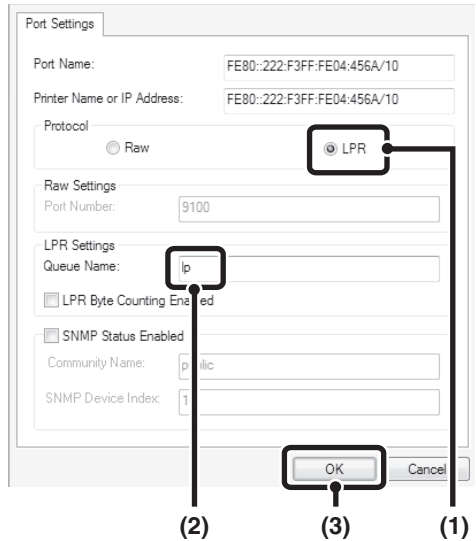 Port Settings
Port Name: FE80::222:F3FF:FE04:456A/10
Printer Name or IP Address: FE80::222:F3FF:FE04:456A/10
Protocol
Raw LPR
Raw Settings
Port Number: 9100
LPR Settings
Queue Name: lp
LPR Byte Counting Enabled
SNMP Status Enabled
Community Name: public
SNMP Device Index: 1
OK Cancel
(2) (3) (1)